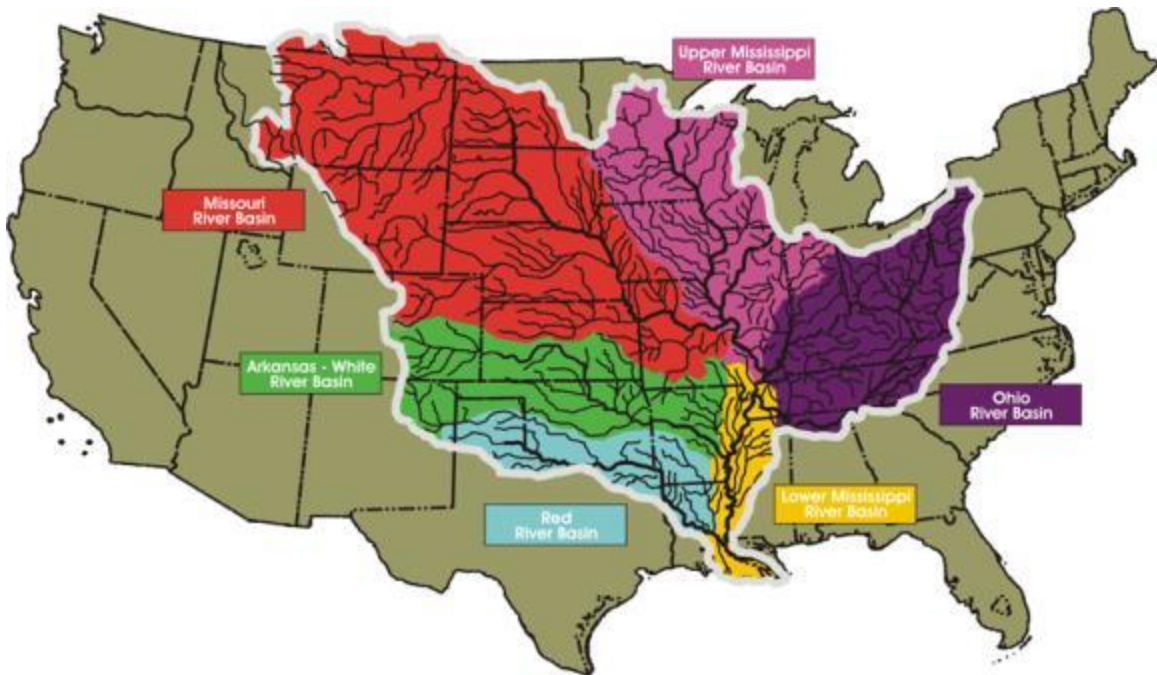 Upper Mississippi
River Basin
Missouri
River Basin
Arkansas - White
River Basin
Ohio
River Basin
Lower Mississippi
River Basin
Red
River Basin